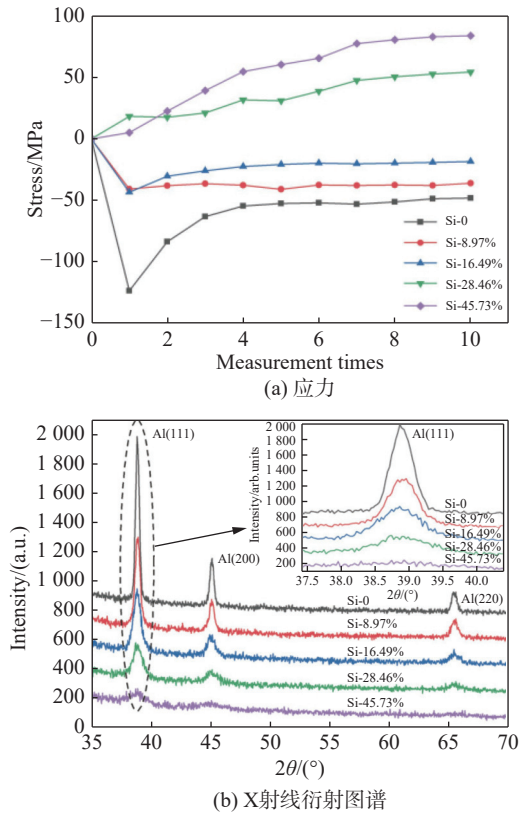 100
50
0
−50
−100
−150
Stress/MPa
Si-0
Si-8.97%
Si-16.49%
Si-28.46%
Si-45.73%
0 2 4 6 8 10
Measurement times
(a) 应力
2 000
1 800
1 600
1 400
1 200
1 000
800
600
400
200
0
Intensity/(a.u.)
Al(111)
Al(200)
Al(220)
Si-0
Si-8.97%
Si-16.49%
Si-28.46%
Si-45.73%
2 000
1 800
1 600
1 400
1 200
1 000
800
600
400
200
Intensity/arb.units
Al(111)
Si-0
Si-8.97%
Si-16.49%
Si-28.46%
Si-45.73%
37.5 38.0 38.5 39.0 39.5 40.0
2θ/(°)
35 40 45 50 55 60 65 70
2θ/(°)
(b) X射线衍射图谱